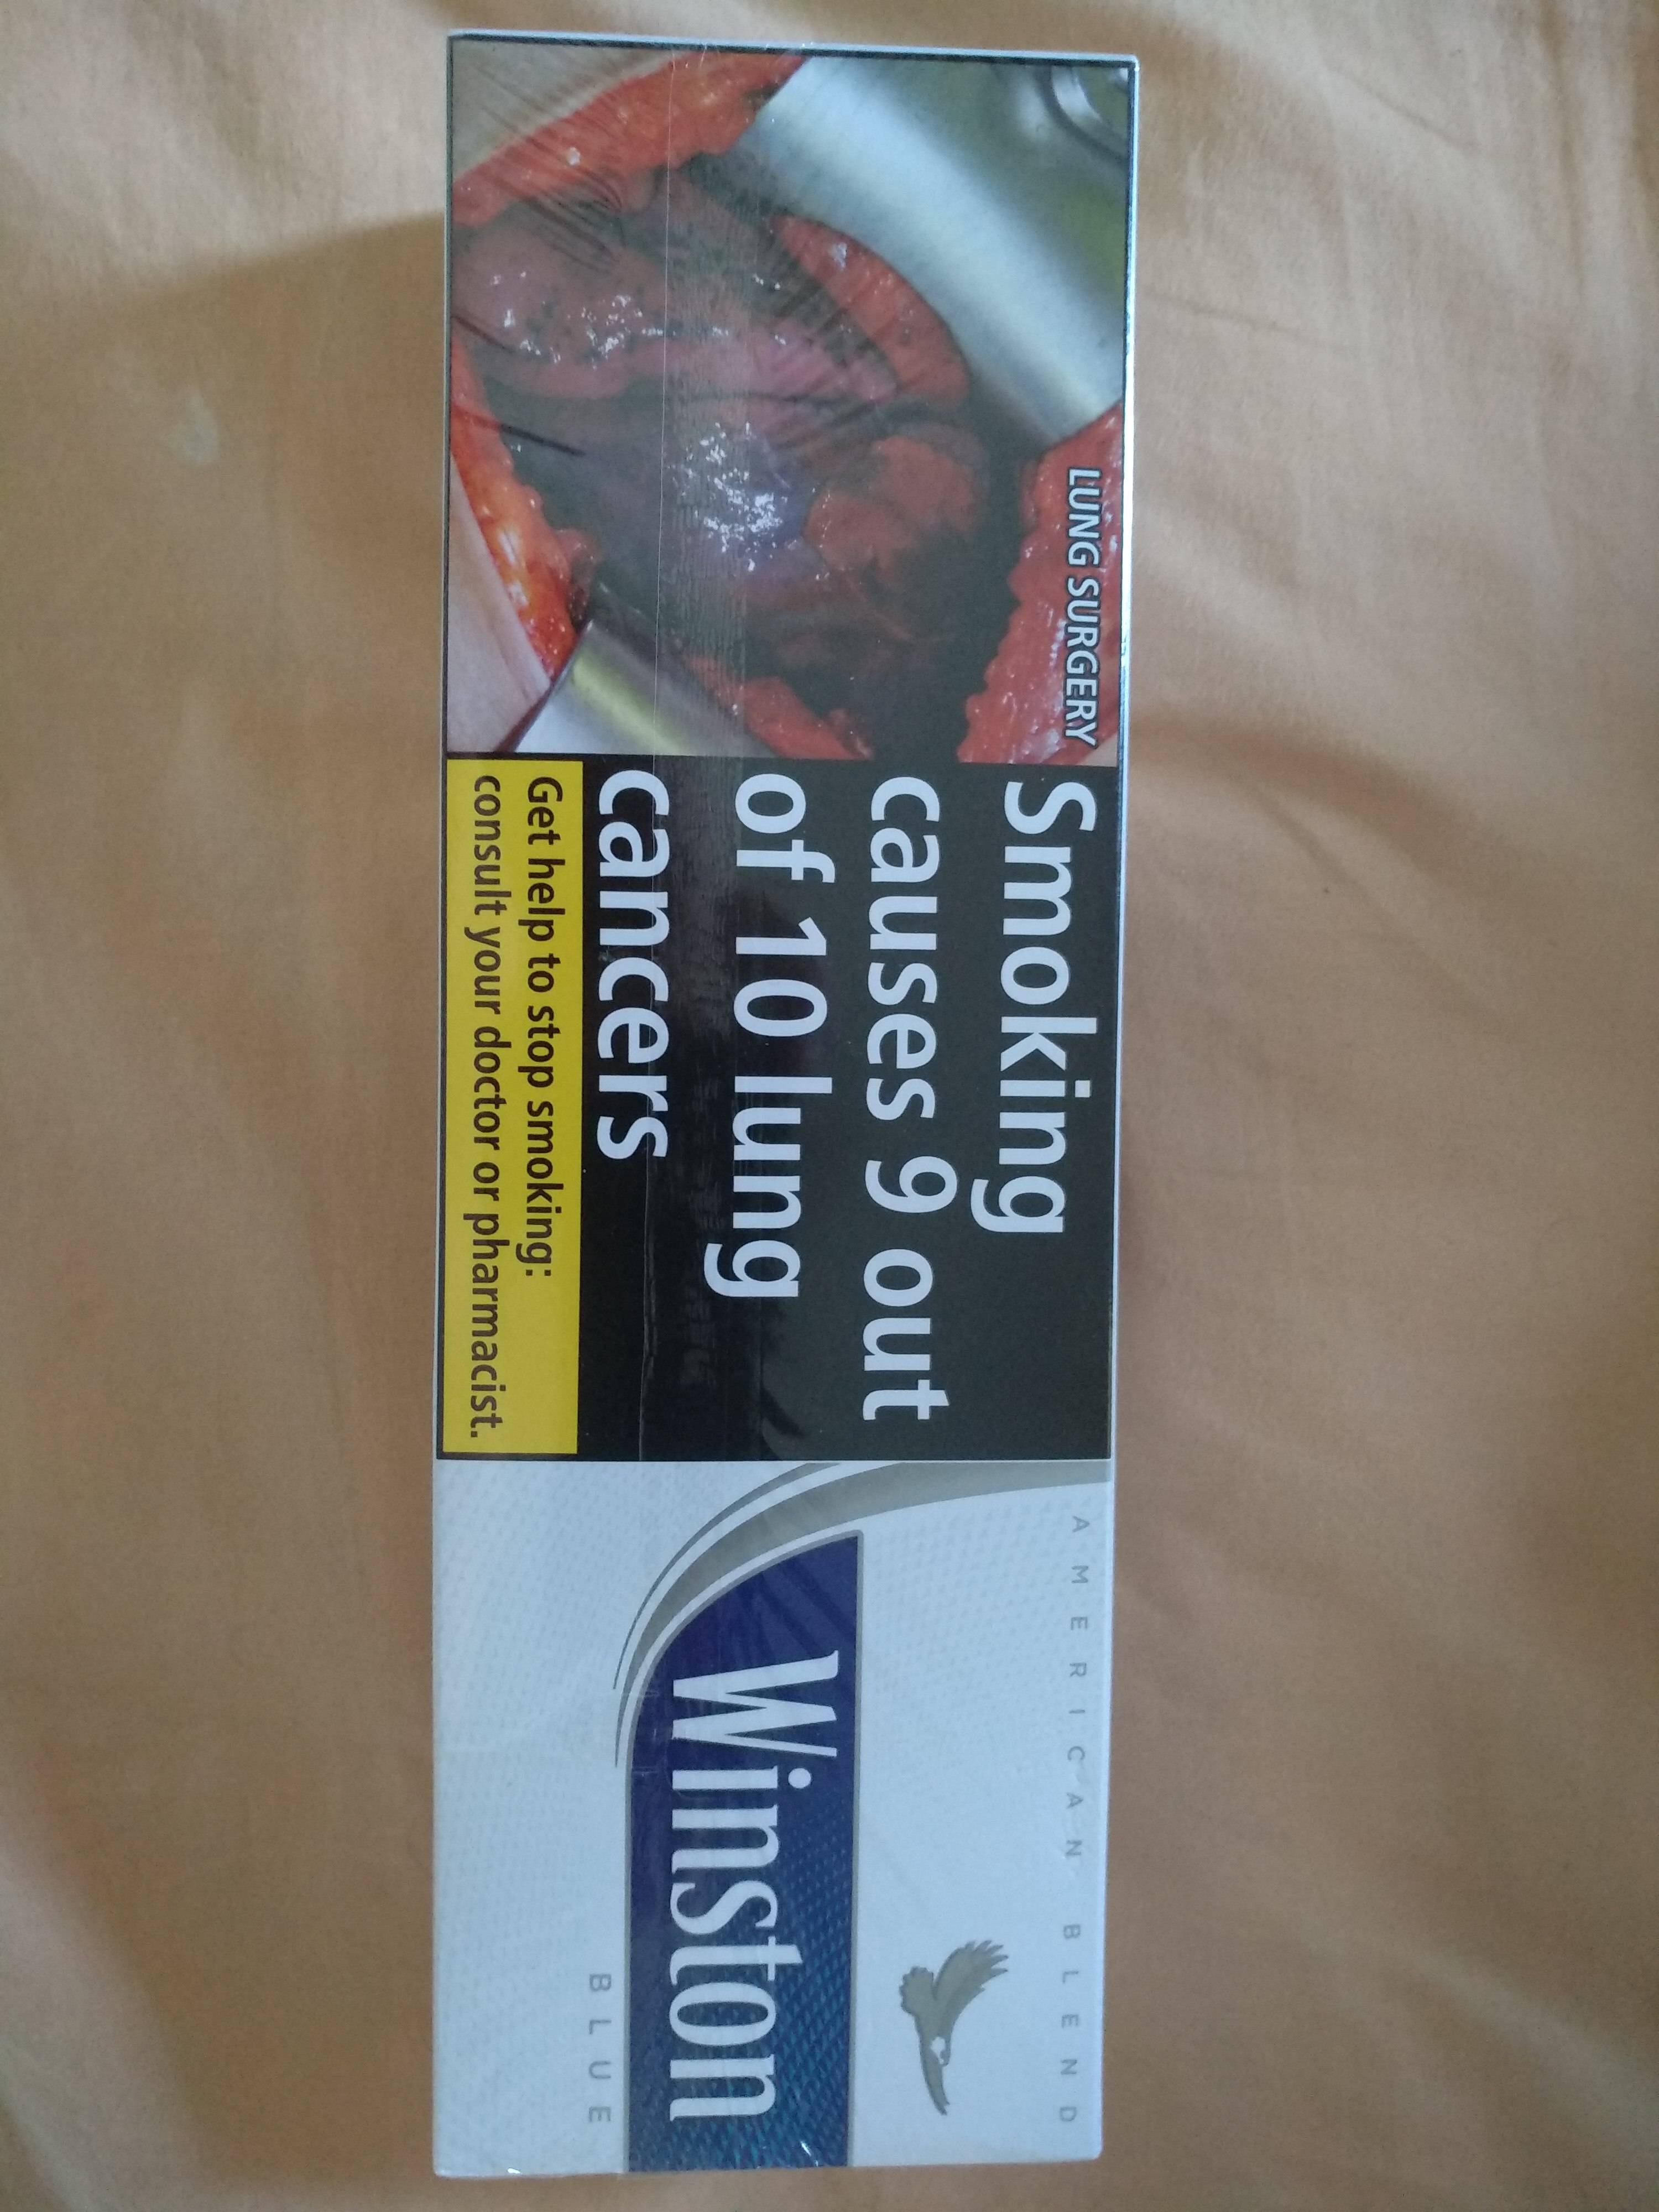 LUNG SURGERY
Smoking
causes 9 out
of 10 lung
cancers
Get help to stop smoking:
consult your doctor or pharmacist.
AMERICAN BLEND
Winston
BLUE